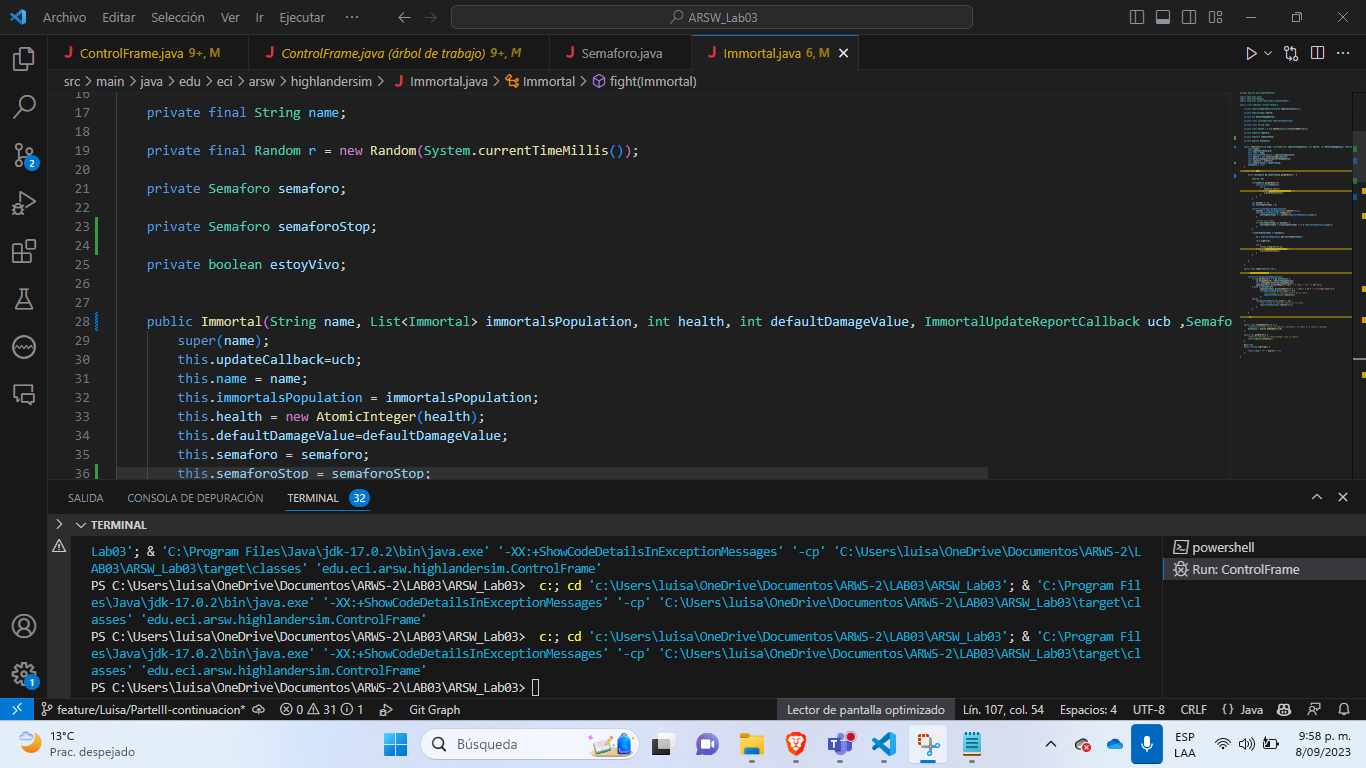 Archivo Editar Selección Ver Ir Ejecutar ··· ARSW_Lab03
ControlFrame.java 9+, M ControlFrame.java (árbol de trabajo) 9+, M Semaforo.java Immortal.java 6, M
src > main > java > edu > eci > arsw > highlandersim > Immortal.java > Immortal > fight(Immortal)
16
17 private final String name;
18
19 private final Random r = new Random(System.currentTimeMillis());
20
21 private Semaforo semaforo;
22
23 private Semaforo semaforoStop;
24
25 private boolean estoyVivo;
26
27
28 public Immortal(String name, List<Immortal> immortalsPopulation, int health, int defaultDamageValue, ImmortalUpdateReportCallback ucb ,Semafo
29 super(name);
30 this.updateCallback=ucb;
31 this.name = name;
32 this.immortalsPopulation = immortalsPopulation;
33 this.health = new AtomicInteger(health);
34 this.defaultDamageValue=defaultDamageValue;
35 this.semaforo = semaforo;
36 this.semaforoStop = semaforoStop;
SALIDA CONSOLA DE DEPURACIÓN TERMINAL 32
TERMINAL
Lab03'; & 'C:\Program Files\Java\jdk-17.0.2\bin\java.exe' '-XX:+ShowCodeDetailsInExceptionMessages' '-cp' 'C:\Users\luisa\OneDrive\Documentos\ARWS-2\L
AB03\ARSW_Lab03\target\classes' 'edu.eci.arsw.highlandersim.ControlFrame'
PS C:\Users\luisa\OneDrive\Documentos\ARWS-2\LAB03\ARSW_Lab03> c:; cd 'c:\Users\luisa\OneDrive\Documentos\ARWS-2\LAB03\ARSW_Lab03'; & 'C:\Program Fil
es\Java\jdk-17.0.2\bin\java.exe' '-XX:+ShowCodeDetailsInExceptionMessages' '-cp' 'C:\Users\luisa\OneDrive\Documentos\ARWS-2\LAB03\ARSW_Lab03\target\cl
asses' 'edu.eci.arsw.highlandersim.ControlFrame'
PS C:\Users\luisa\OneDrive\Documentos\ARWS-2\LAB03\ARSW_Lab03> c:; cd 'c:\Users\luisa\OneDrive\Documentos\ARWS-2\LAB03\ARSW_Lab03'; & 'C:\Program Fil
es\Java\jdk-17.0.2\bin\java.exe' '-XX:+ShowCodeDetailsInExceptionMessages' '-cp' 'C:\Users\luisa\OneDrive\Documentos\ARWS-2\LAB03\ARSW_Lab03\target\cl
asses' 'edu.eci.arsw.highlandersim.ControlFrame'
PS C:\Users\luisa\OneDrive\Documentos\ARWS-2\LAB03\ARSW_Lab03>
powershell
Run: ControlFrame
2
1
feature/Luisa/ParteIII-continuacion* 0 31 1 Git Graph Lector de pantalla optimizado Lín. 107, col. 54 Espacios: 4 UTF-8 CRLF {} Java
13°C
Prac. despejado
Búsqueda
ESP
LAA
9:58 p. m.
8/09/2023